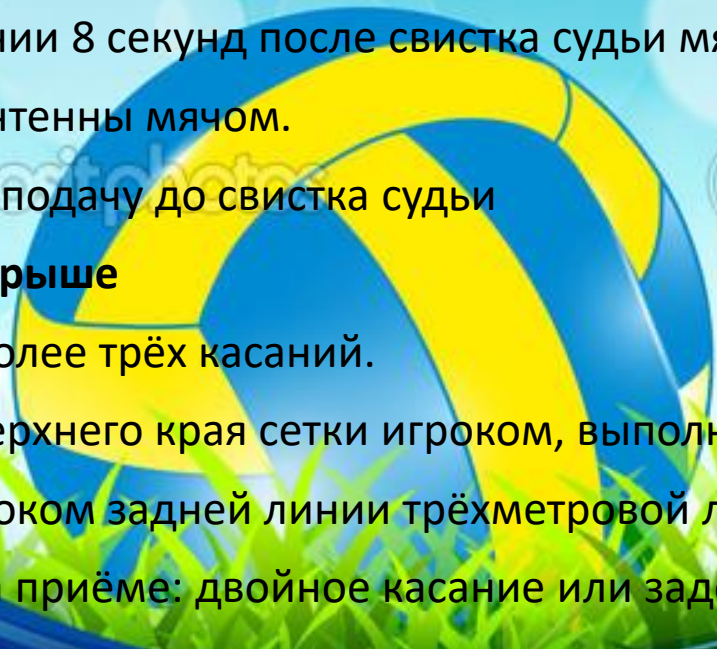 нии 8 секунд после свистка судьи мя
нтенны мячом.
подачу до свистка судьи
рыше
олее трёх касаний.
ерхнего края сетки игроком, выполн
оком задней линии трёхметровой л
приёме: двойное касание или зад